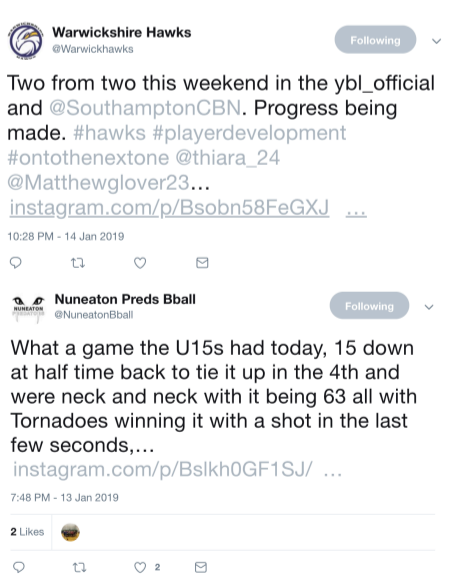 Warwickshire Hawks
@Warwickhawks
Following
Two from two this weekend in the ybl_official
and @SouthamptonCBN. Progress being
made. #hawks #playerdevelopment
#ontothenextone @thiara_24
@Matthewglover23...
instagram.com/p/Bsobn58FeGXJ ...
10:28 PM - 14 Jan 2019
NUNEATON
Nuneaton Preds Bball
@NuneatonBball
Following
What a game the U15s had today, 15 down
at half time back to tie it up in the 4th and
were neck and neck with it being 63 all with
Tornadoes winning it with a shot in the last
few seconds,...
instagram.com/p/Bslkh0GF1SJ/ ...
7:48 PM - 13 Jan 2019
2 Likes
2